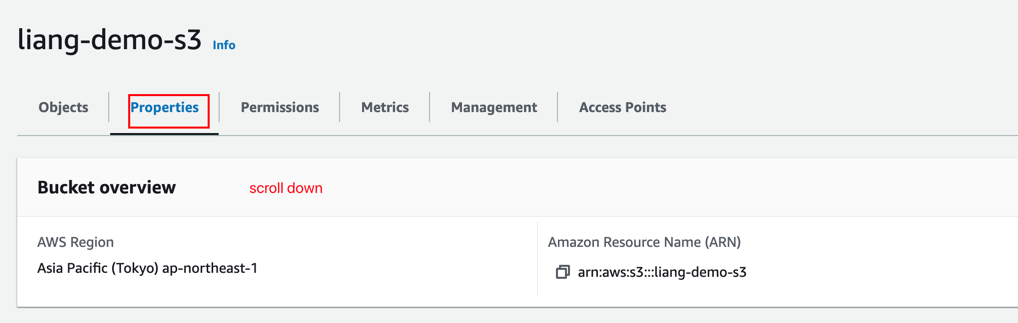 liang-demo-s3 Info
Objects Properties Permissions Metrics Management Access Points
Bucket overview scroll down
AWS Region
Asia Pacific (Tokyo) ap-northeast-1
Amazon Resource Name (ARN)
arn:aws:s3:::liang-demo-s3